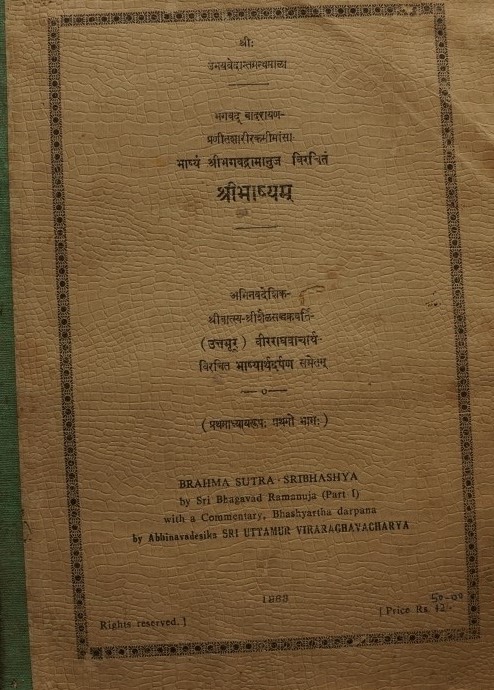 श्रीः
उभयवेदान्तग्रन्थमाला
भगवद् बादरायण-
प्रणीतशारीरकमीमांसा
भाष्यं श्रीभगवद्रामानुज विरचितं
श्रीभाष्यम्
अभिनवदेशिक-
श्रीवात्स्य-श्रीशैल
(उत्तमूर्) वीरराघवाचार्य-
विरचित भाष्यार्थदर्पण समेतम्
(प्रथमाध्यायरूपः प्रथमो भागः)
BRAHMA SUTRA - SRIBHASHYA
by Sri Bhagavad Ramanuja (Part I)
with a Commentary, Bhashyartha darpana
by Abhinavadesika SRI UTTAMUR VIRARAGHAVACHARYA
50-00
Rights reserved. ]
[ Price Rs.